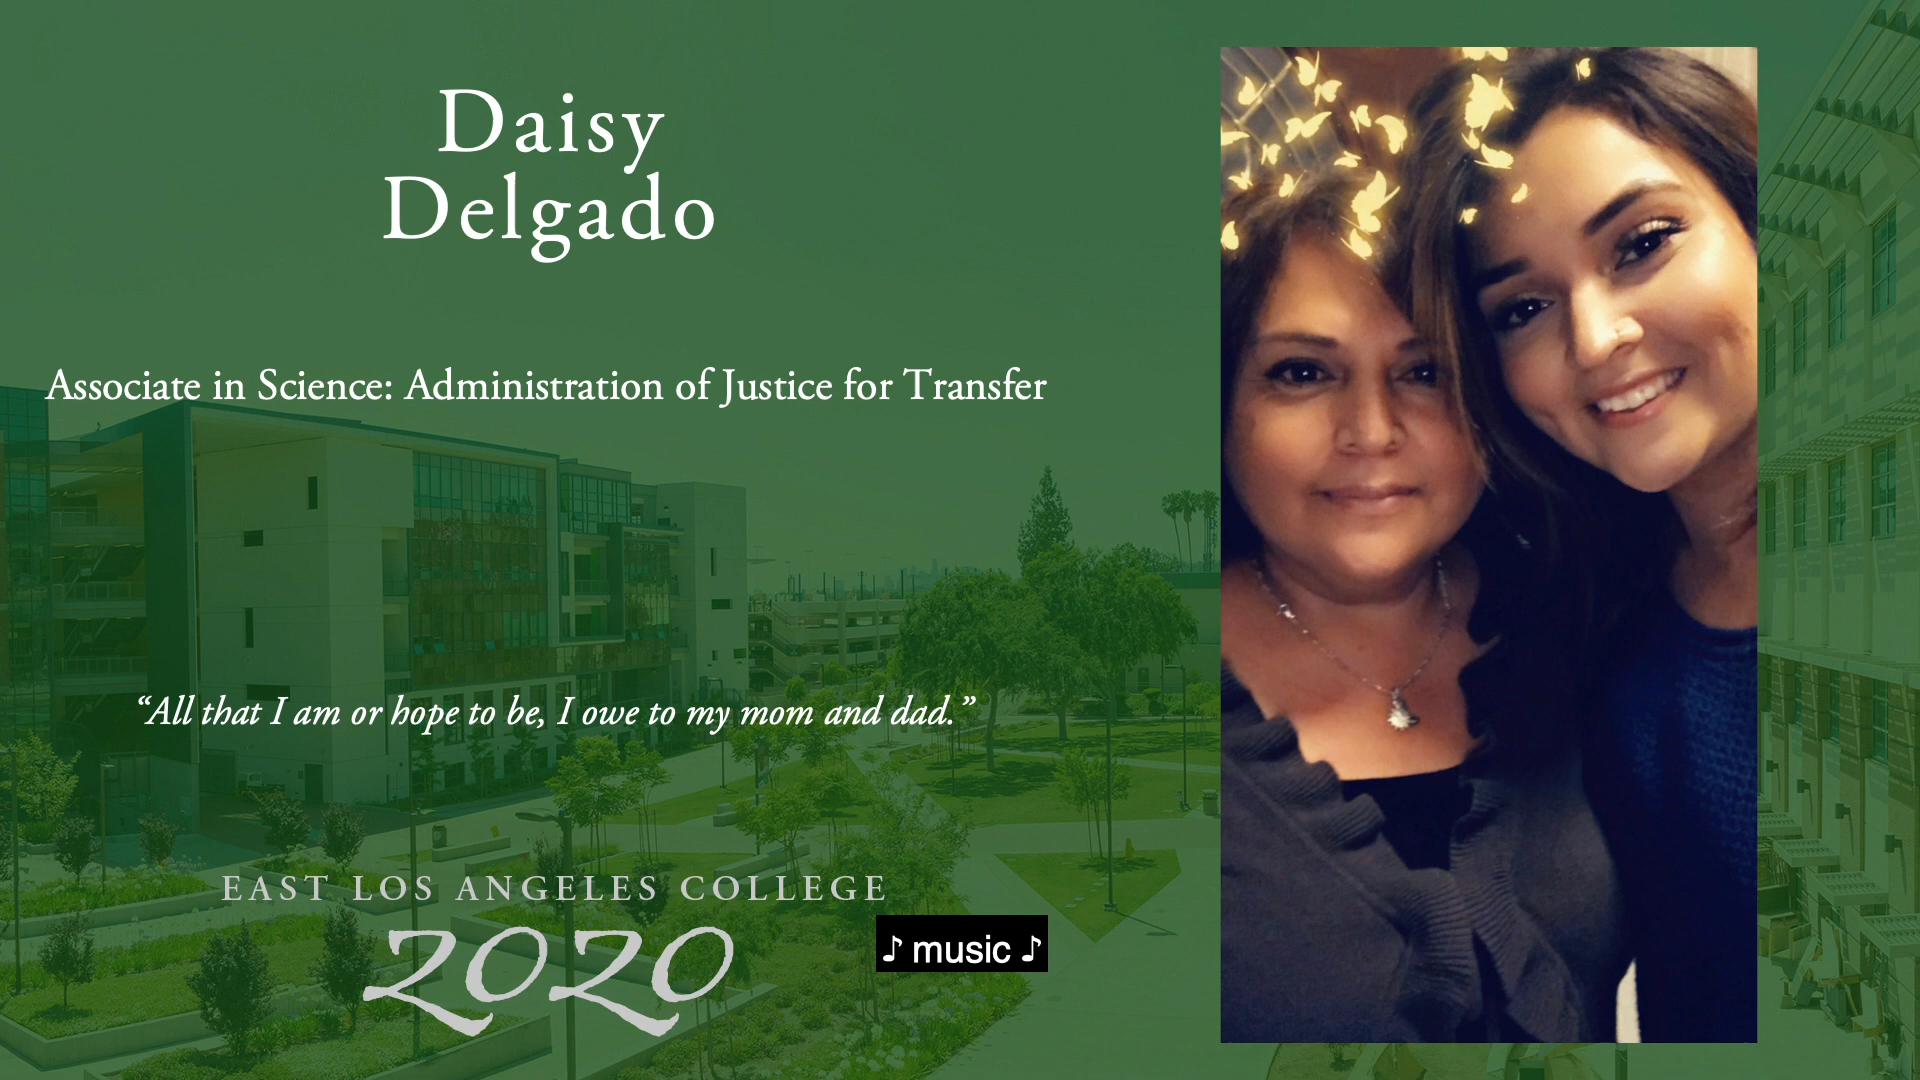 Daisy
Delgado
Associate in Science: Administration of Justice for Transfer
“All that I am or hope to be, I owe to my mom and dad.”
EAST LOS ANGELES COLLEGE
2020
♪ music ♪